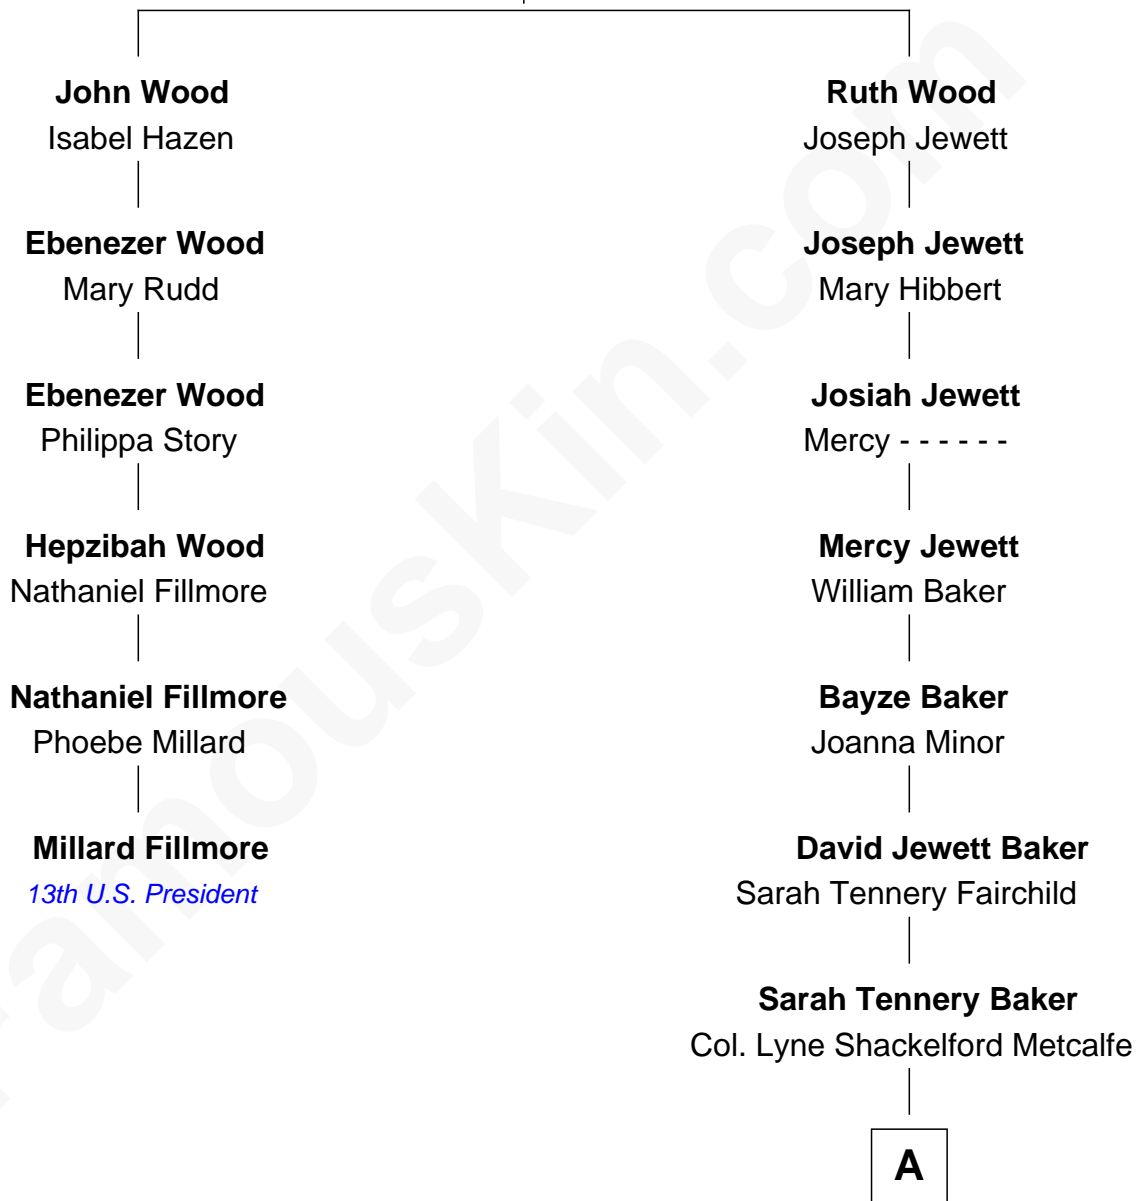 John Wood
Isabel Hazen
Ebenezer Wood
Mary Rudd
Ebenezer Wood
Philippa Story
Hepzibah Wood
Nathaniel Fillmore
Nathaniel Fillmore
Phoebe Millard
Millard Fillmore
13th U.S. President
Ruth Wood
Joseph Jewett
Joseph Jewett
Mary Hibbert
Josiah Jewett
Mercy - - - - - -
Mercy Jewett
William Baker
Bayze Baker
Joanna Minor
David Jewett Baker
Sarah Tennery Fairchild
Sarah Tennery Baker
Col. Lyne Shackelford Metcalfe
A
FamousKin.com